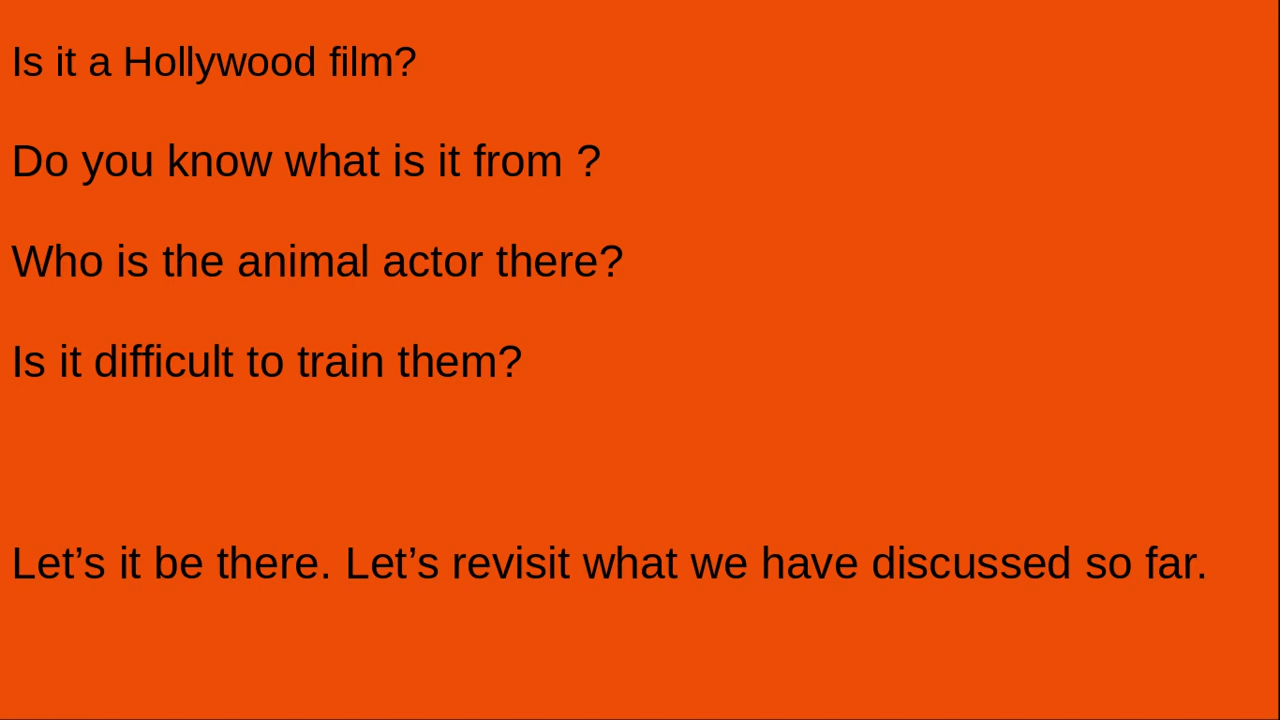 Is it a Hollywood film?
Do you know what is it from ?
Who is the animal actor there?
Is it difficult to train them?
Let’s it be there. Let’s revisit what we have discussed so far.